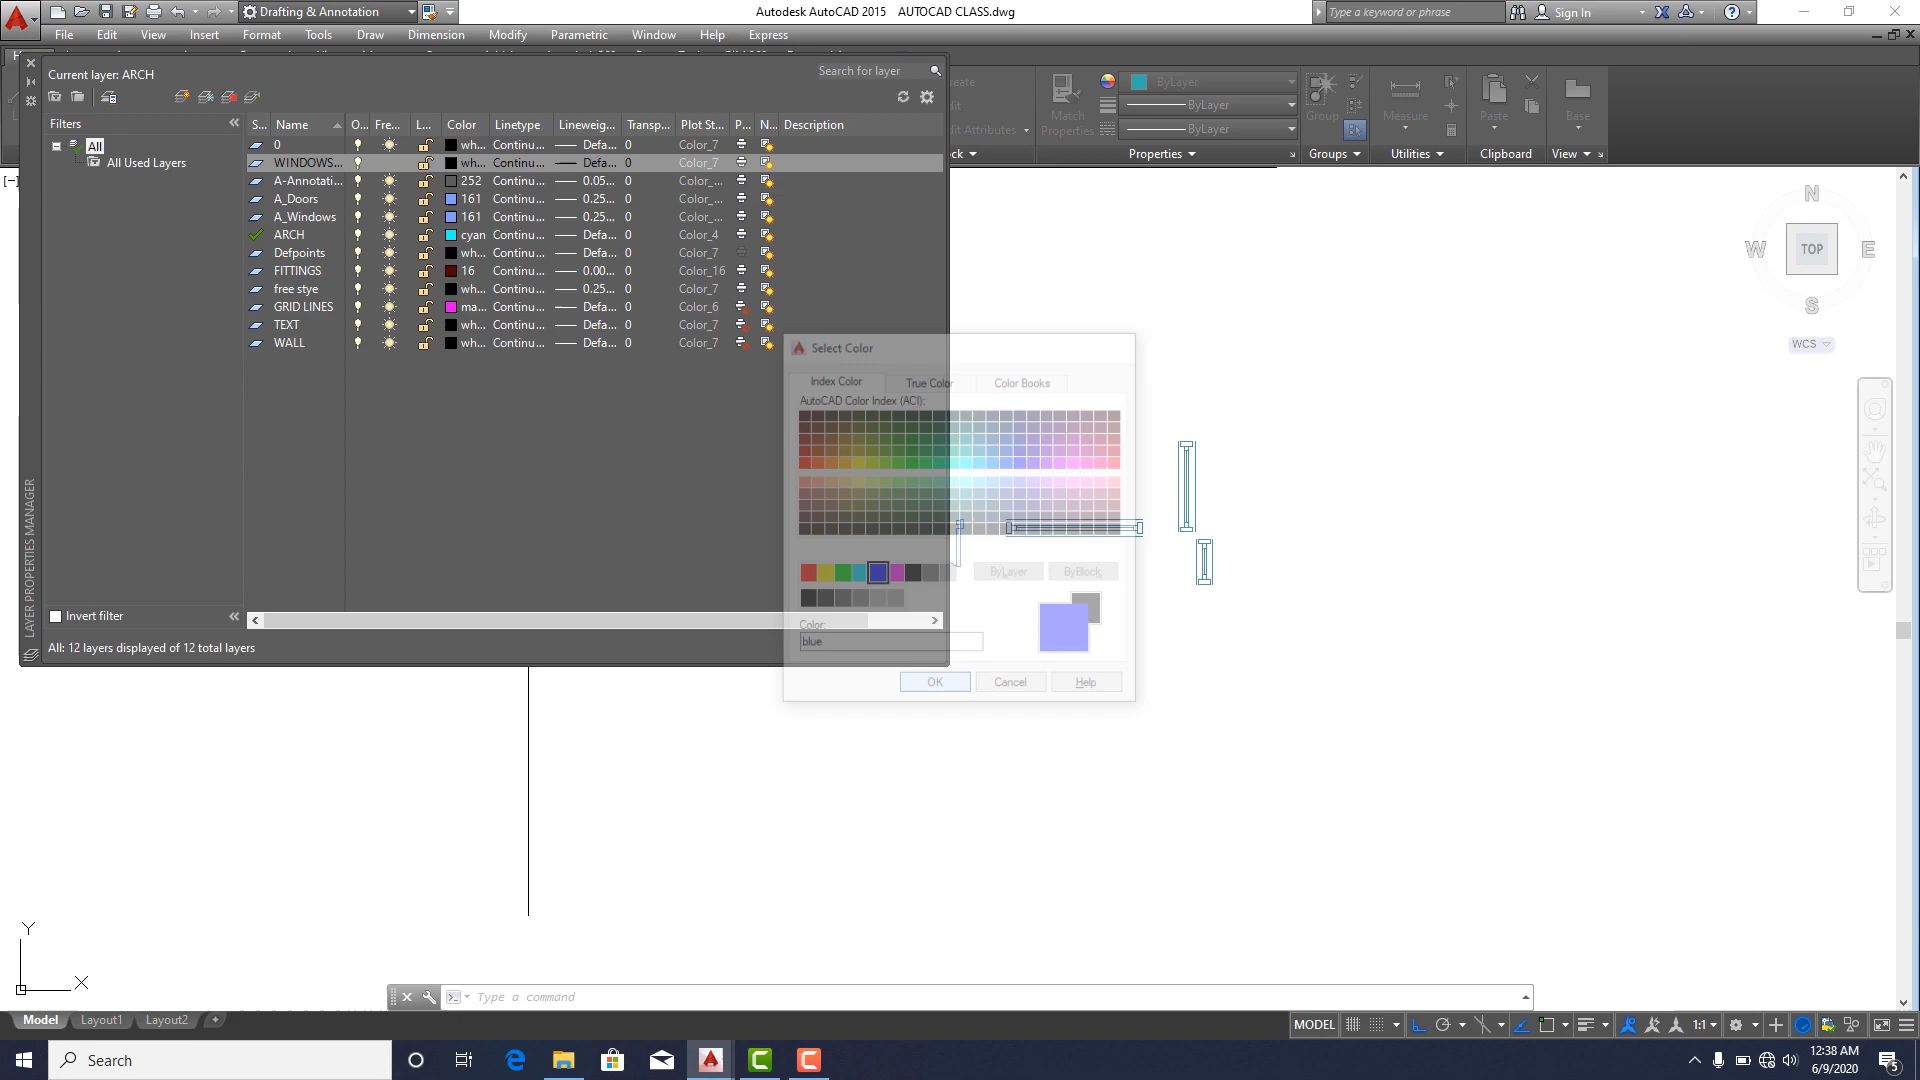 Drafting & Annotation
Autodesk AutoCAD 2015 AUTOCAD CLASS.dwg
Type a keyword or phrase
Sign In
File Edit View Insert Format Tools Draw Dimension Modify Parametric Window Help Express
Current layer: ARCH
Search for layer
Filters
All
All Used Layers
S... Name O... Fre... L... Color Linetype Lineweig... Transp... Plot St... P... N... Description
0 wh... Continu... Defa... 0 Color_7
WINDOWS... wh... Continu... Defa... 0 Color_7
A-Annotati... 252 Continu... 0.05... 0 Color_...
A_Doors 161 Continu... 0.25... 0 Color_...
A_Windows 161 Continu... 0.25... 0 Color_...
ARCH cyan Continu... Defa... 0 Color_4
Defpoints wh... Continu... Defa... 0 Color_7
FITTINGS 16 Continu... 0.00... 0 Color_16
free stye wh... Continu... 0.25... 0 Color_7
GRID LINES ma... Continu... Defa... 0 Color_6
TEXT wh... Continu... Defa... 0 Color_7
WALL wh... Continu... Defa... 0 Color_7
Invert filter
All: 12 layers displayed of 12 total layers
LAYER PROPERTIES MANAGER
reate
dit
dit Attributes
ck
Match
Properties
ByLayer
ByLayer
ByLayer
Properties
Group
Groups
Measure
Utilities
Paste
Clipboard
Base
View
[−]
N
W TOP E
S
WCS
Select Color
Index Color True Color Color Books
AutoCAD Color Index (ACI):
ByLayer ByBlock
Color:
blue
OK Cancel Help
Y
X
Type a command
Model Layout1 Layout2 +
MODEL 1:1
Search
12:38 AM
6/9/2020
5